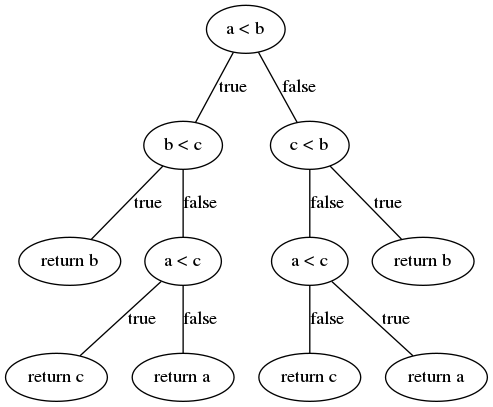 a < b
true
false
b < c
c < b
true
false
false
true
return b
a < c
a < c
return b
true
false
false
true
return c
return a
return c
return a